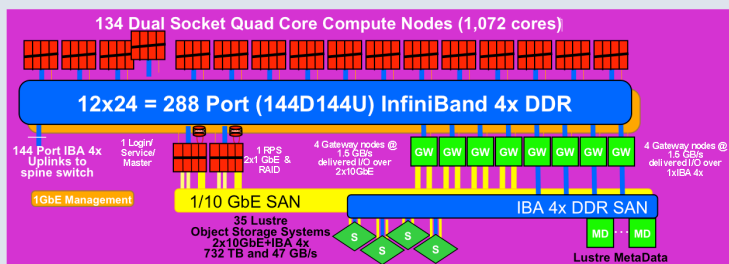 134 Dual Socket Quad Core Compute Nodes (1,072 cores)
12x24 = 288 Port (144D144U) InfiniBand 4x DDR
144 Port IBA 4x
Uplinks to
spine switch
1 Login/
Service/
Master
1 RPS
2x1 GbE &
RAID
4 Gateway nodes @
1.5 GB/s
delivered I/O over
2x10GbE
GW GW GW GW GW GW GW GW
4 Gateway nodes @
1.5 GB/s
delivered I/O over
1xIBA 4x
1GbE Management
1/10 GbE SAN
IBA 4x DDR SAN
35 Lustre
Object Storage Systems
2x10GbE+IBA 4x
732 TB and 47 GB/s
S S S S
MD ... MD
Lustre MetaData